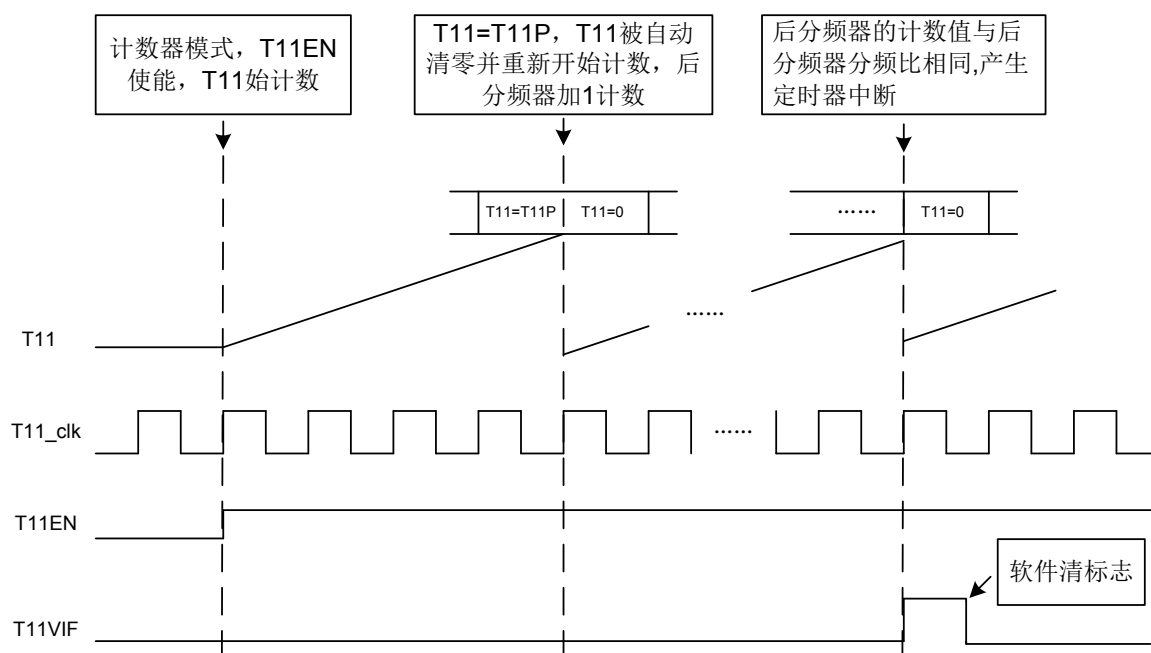 计数器模式，T11EN
使能，T11始计数
T11=T11P，T11被自动
清零并重新开始计数，后
分频器加1计数
后分频器的计数值与后
分频器分频比相同,产生
定时器中断
T11=T11P
T11=0
……
T11=0
……
T11
T11_clk
……
T11EN
软件清标志
T11VIF